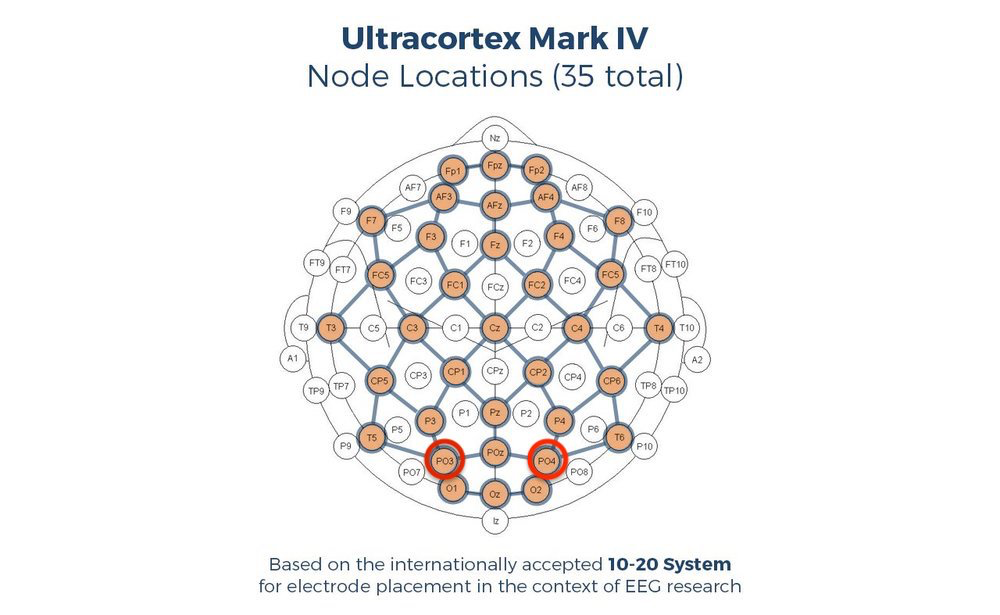 Ultracortex Mark IV
Node Locations (35 total)
Nz
Fp1 Fpz Fp2
AF7 AF8
AF3 AFz AF4
F9 F7 F5 F3 F1 Fz F2 F4 F6 F8 F10
FT9 FT7 FC5 FC3 FC1 FCz FC2 FC4 FC5 FT8 FT10
T9 T3 C5 C3 C1 Cz C2 C4 C6 T4 T10
A1 A2
TP9 TP7 CP5 CP3 CP1 CPz CP2 CP4 CP6 TP8 TP10
P9 T5 P5 P3 P1 Pz P2 P4 P6 T6 P10
PO7 PO3 POz PO4 PO8
O1 Oz O2
Iz
Based on the internationally accepted 10-20 System
for electrode placement in the context of EEG research